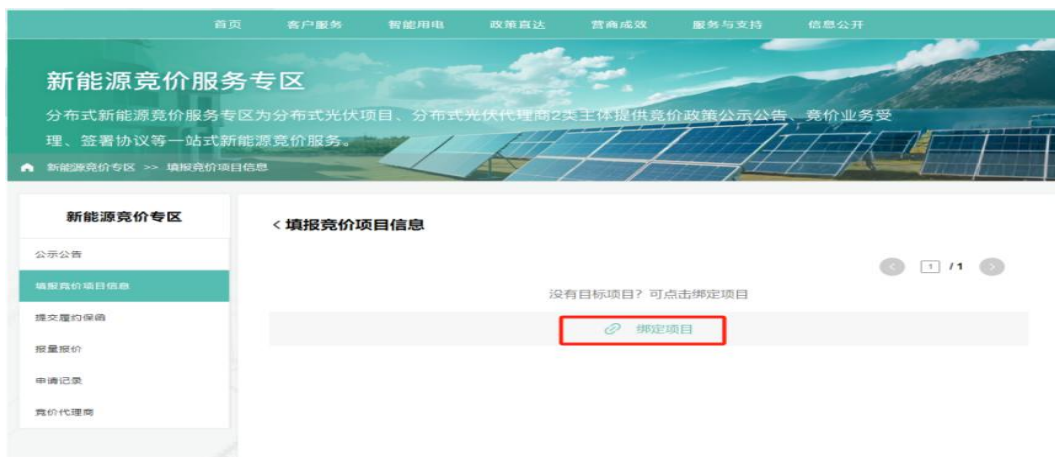 首页 客户服务 智能用电 政策直达 营商成效 服务与支持 信息公开
新能源竞价服务专区
分布式新能源竞价服务专区为分布式光伏项目、分布式光伏代理商2类主体提供竞价政策公示公告、竞价业务受
理、签署协议等一站式新能源竞价服务。
新能源竞价专区 >> 填报竞价项目信息
新能源竞价专区
<填报竞价项目信息
公示公告
填报竞价项目信息
< 1 /1 >
没有目标项目?可点击绑定项目
提交履约保函
绑定项目
报量报价
申请记录
竞价代理商